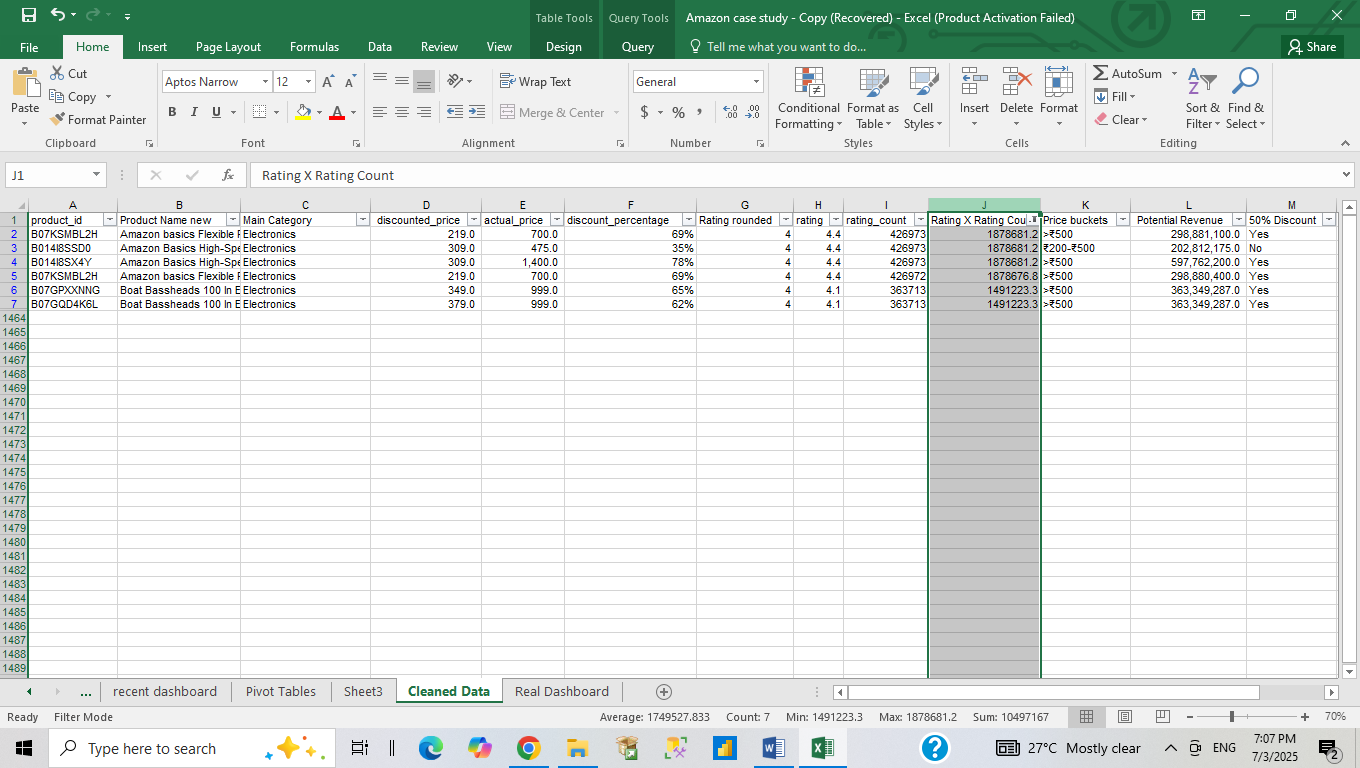 Table Tools Query Tools Amazon case study - Copy (Recovered) - Excel (Product Activation Failed)
File Home Insert Page Layout Formulas Data Review View Design Query Tell me what you want to do... Share
Paste Cut Copy Format Painter Clipboard
Aptos Narrow 12 B I U A Font
Wrap Text Merge & Center Alignment
General $ % , Number
Conditional Formatting Format as Table Cell Styles Styles
Insert Delete Format Cells
AutoSum Fill Clear Sort & Filter Find & Select Editing
J1 fx Rating X Rating Count
A B C D E F G H I J K L M
1 product_id Product Name new Main Category discounted_price actual_price discount_percentage Rating rounded rating rating_count Rating X Rating Cou Price buckets Potential Revenue 50% Discount
2 B07KSMBL2H Amazon basics Flexible F Electronics 219.0 700.0 69% 4 4.4 426973 1878681.2 >₹500 298,881,100.0 Yes
3 B014I8SSD0 Amazon Basics High-Spe Electronics 309.0 475.0 35% 4 4.4 426973 1878681.2 ₹200-₹500 202,812,175.0 No
4 B014I8SX4Y Amazon Basics High-Spe Electronics 309.0 1,400.0 78% 4 4.4 426973 1878681.2 >₹500 597,762,200.0 Yes
5 B07KSMBL2H Amazon basics Flexible F Electronics 219.0 700.0 69% 4 4.4 426972 1878676.8 >₹500 298,880,400.0 Yes
6 B07GPXXNNG Boat Bassheads 100 In E Electronics 349.0 999.0 65% 4 4.1 363713 1491223.3 >₹500 363,349,287.0 Yes
7 B07GQD4K6L Boat Bassheads 100 In E Electronics 379.0 999.0 62% 4 4.1 363713 1491223.3 >₹500 363,349,287.0 Yes
1464
1465
1466
1467
1468
1469
1470
1471
1472
1473
1474
1475
1476
1477
1478
1479
1480
1481
1482
1483
1484
1485
1486
1487
1488
1489
... recent dashboard Pivot Tables Sheet3 Cleaned Data Real Dashboard
Ready Filter Mode Average: 1749527.833 Count: 7 Min: 1491223.3 Max: 1878681.2 Sum: 10497167 70%
Type here to search 27°C Mostly clear ENG 7:07 PM
7/3/2025 2